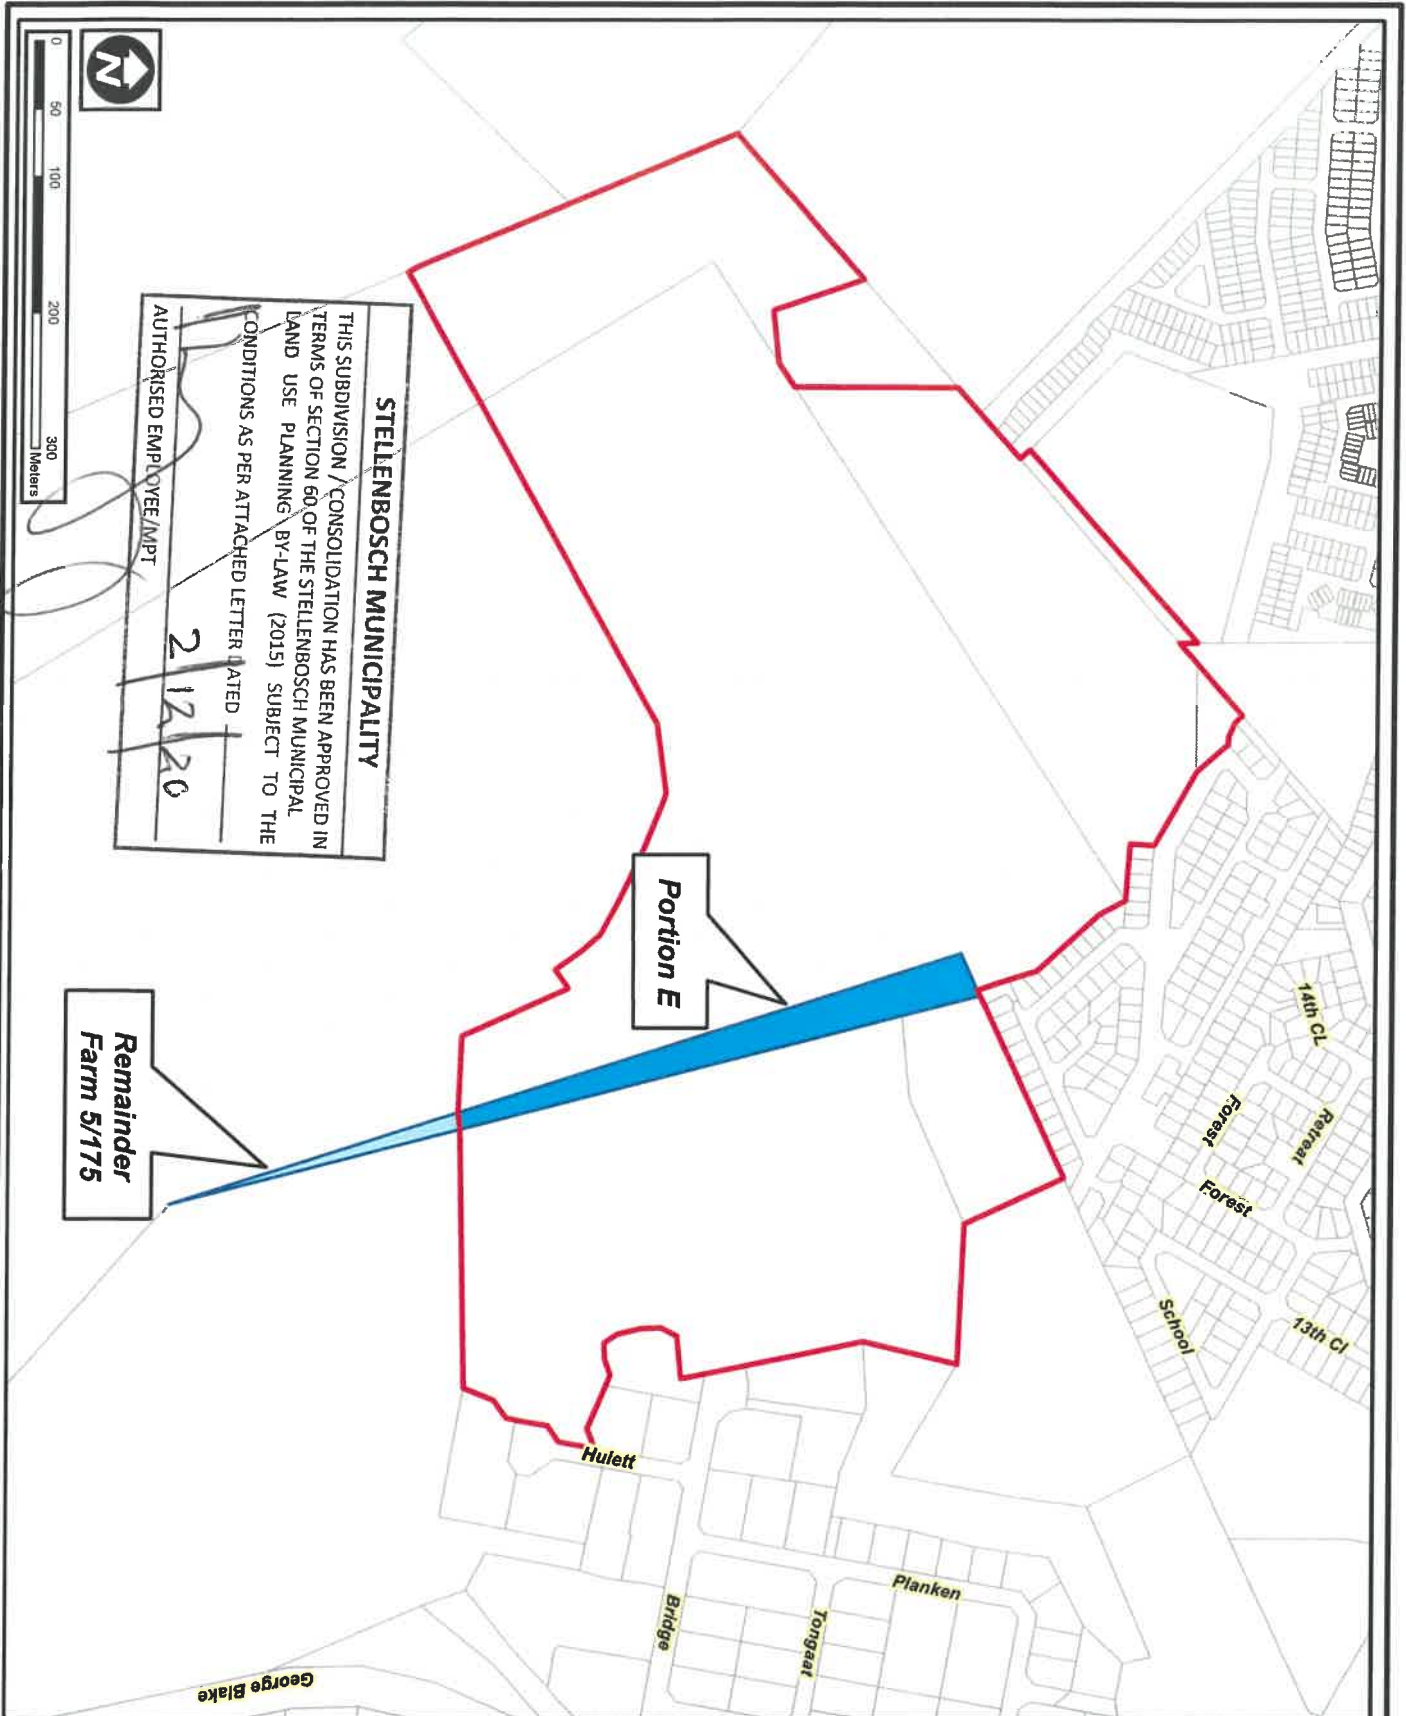 14th CL
Retreat
Forest
Forest
13th Cl
School
Portion E
Remainder
Farm 5/175
Hulett
Planken
Tongaat
Bridge
George Blake
STELLENBOSCH MUNICIPALITY
THIS SUBDIVISION / CONSOLIDATION HAS BEEN APPROVED IN
TERMS OF SECTION 60 OF THE STELLENBOSCH MUNICIPAL
LAND USE PLANNING BY-LAW (2015) SUBJECT TO THE
CONDITIONS AS PER ATTACHED LETTER DATED
2/12/20
AUTHORISED EMPLOYEE/MPT
N
0 50 100 200 300
Meters